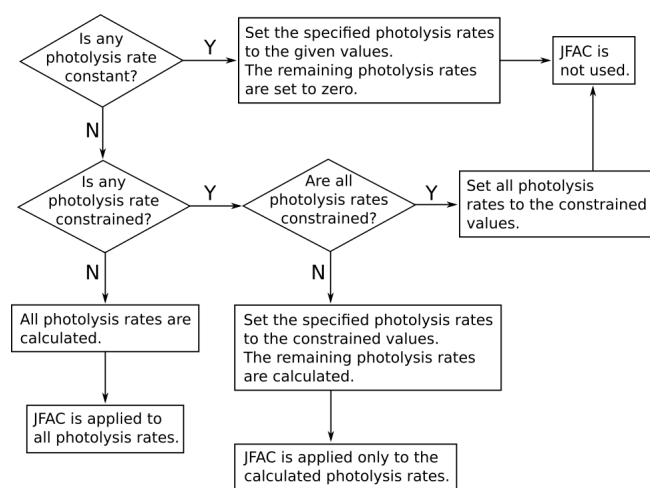 Is any
photolysis rate
constant?
Y
Set the specified photolysis rates
to the given values.
The remaining photolysis rates
are set to zero.
JFAC is
not used.
N
Is any
photolysis rate
constrained?
Y
Are all
photolysis rates
constrained?
Y
Set all photolysis
rates to the constrained
values.
N
N
All photolysis rates are
calculated.
Set the specified photolysis rates
to the constrained values.
The remaining photolysis rates
are calculated.
JFAC is applied to
all photolysis rates.
JFAC is applied only to the
calculated photolysis rates.